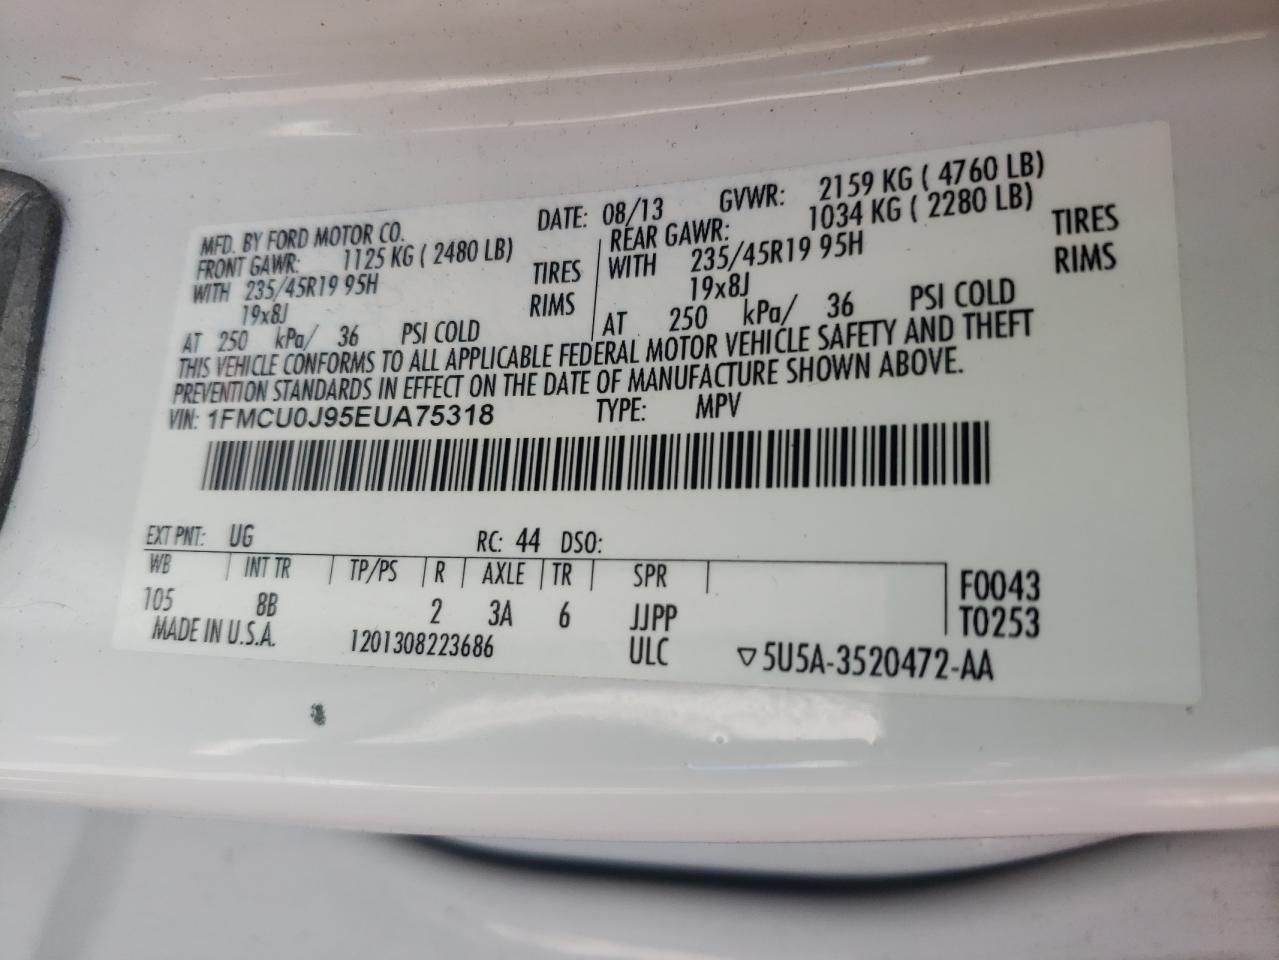 MFD. BY FORD MOTOR CO. DATE: 08/13 GVWR: 2159 KG ( 4760 LB)
FRONT GAWR: 1125 KG ( 2480 LB) REAR GAWR: 1034 KG ( 2280 LB)
WITH 235/45R19 95H TIRES WITH 235/45R19 95H TIRES
19x8J RIMS 19x8J RIMS
AT 250 kPa/ 36 PSI COLD AT 250 kPa/ 36 PSI COLD
THIS VEHICLE CONFORMS TO ALL APPLICABLE FEDERAL MOTOR VEHICLE SAFETY AND THEFT
PREVENTION STANDARDS IN EFFECT ON THE DATE OF MANUFACTURE SHOWN ABOVE.
VIN: 1FMCU0J95EUA75318 TYPE: MPV
EXT PNT: UG RC: 44 DSO:
WB INT TR TP/PS R AXLE TR SPR F0043
105 8B 2 3A 6 JJPP T0253
MADE IN U.S.A. 1201308223686 ULC ▽5U5A-3520472-AA